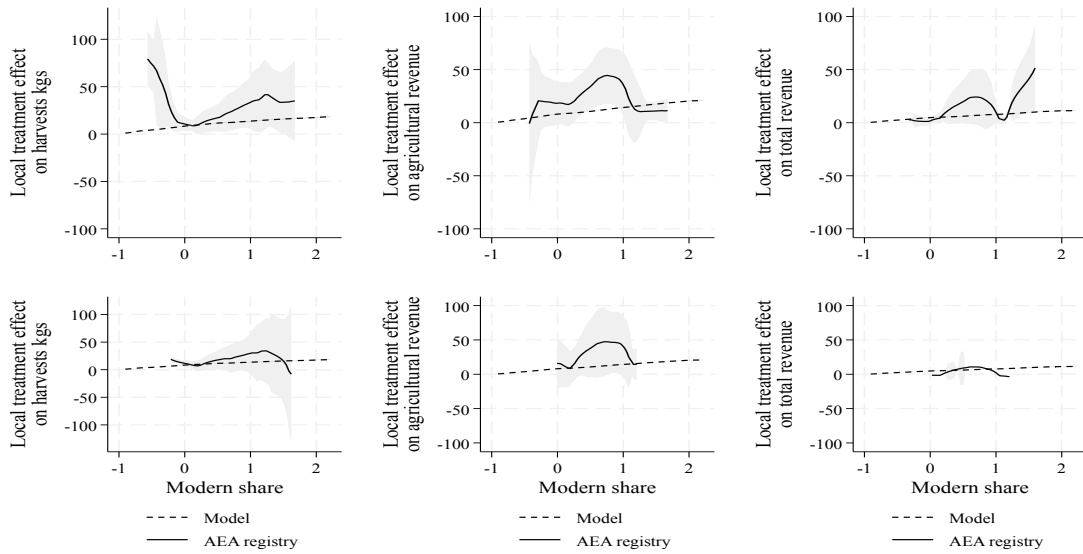 Local treatment effect
on harvests kgs
100
50
0
-50
-100
-1
0
1
2
Local treatment effect
on agricultural revenue
100
50
0
-50
-100
-1
0
1
2
Local treatment effect
on total revenue
100
50
0
-50
-100
-1
0
1
2
Local treatment effect
on harvests kgs
100
50
0
-50
-100
-1
0
1
2
Modern share
Model
AEA registry
Local treatment effect
on agricultural revenue
100
50
0
-50
-100
-1
0
1
2
Modern share
Model
AEA registry
Local treatment effect
on total revenue
100
50
0
-50
-100
-1
0
1
2
Modern share
Model
AEA registry